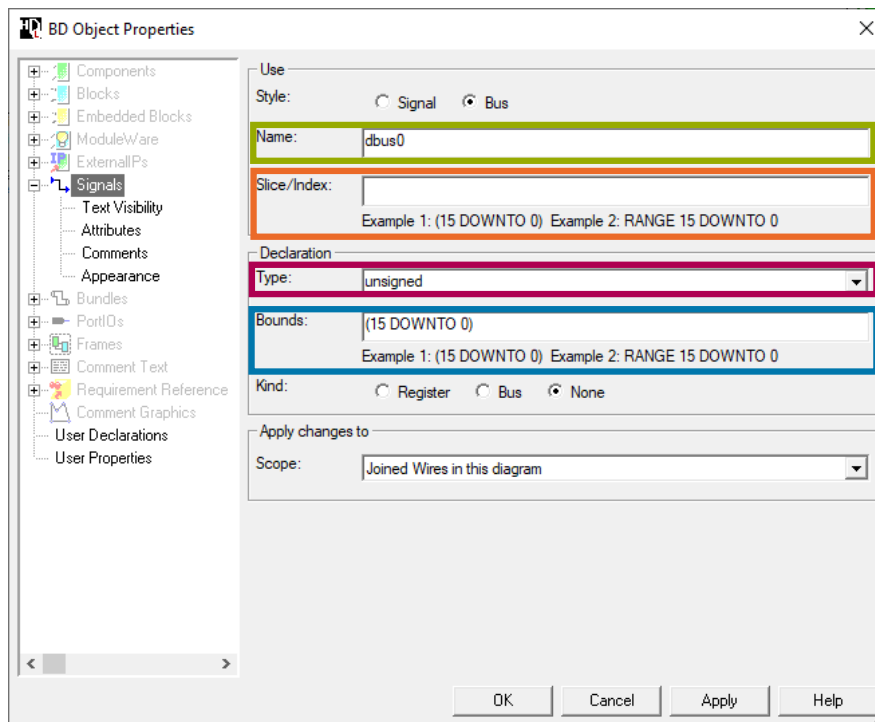 BD Object Properties
Components
Blocks
Embedded Blocks
ModuleWare
ExternalIPs
Signals
Text Visibility
Attributes
Comments
Appearance
Bundles
PortIOs
Frames
Comment Text
Requirement Reference
Comment Graphics
User Declarations
User Properties
Use
Style: Signal Bus
Name: dbus0
Slice/Index:
Example 1: (15 DOWNTO 0) Example 2: RANGE 15 DOWNTO 0
Declaration
Type: unsigned
Bounds: (15 DOWNTO 0)
Example 1: (15 DOWNTO 0) Example 2: RANGE 15 DOWNTO 0
Kind: Register Bus None
Apply changes to
Scope: Joined Wires in this diagram
OK Cancel Apply Help